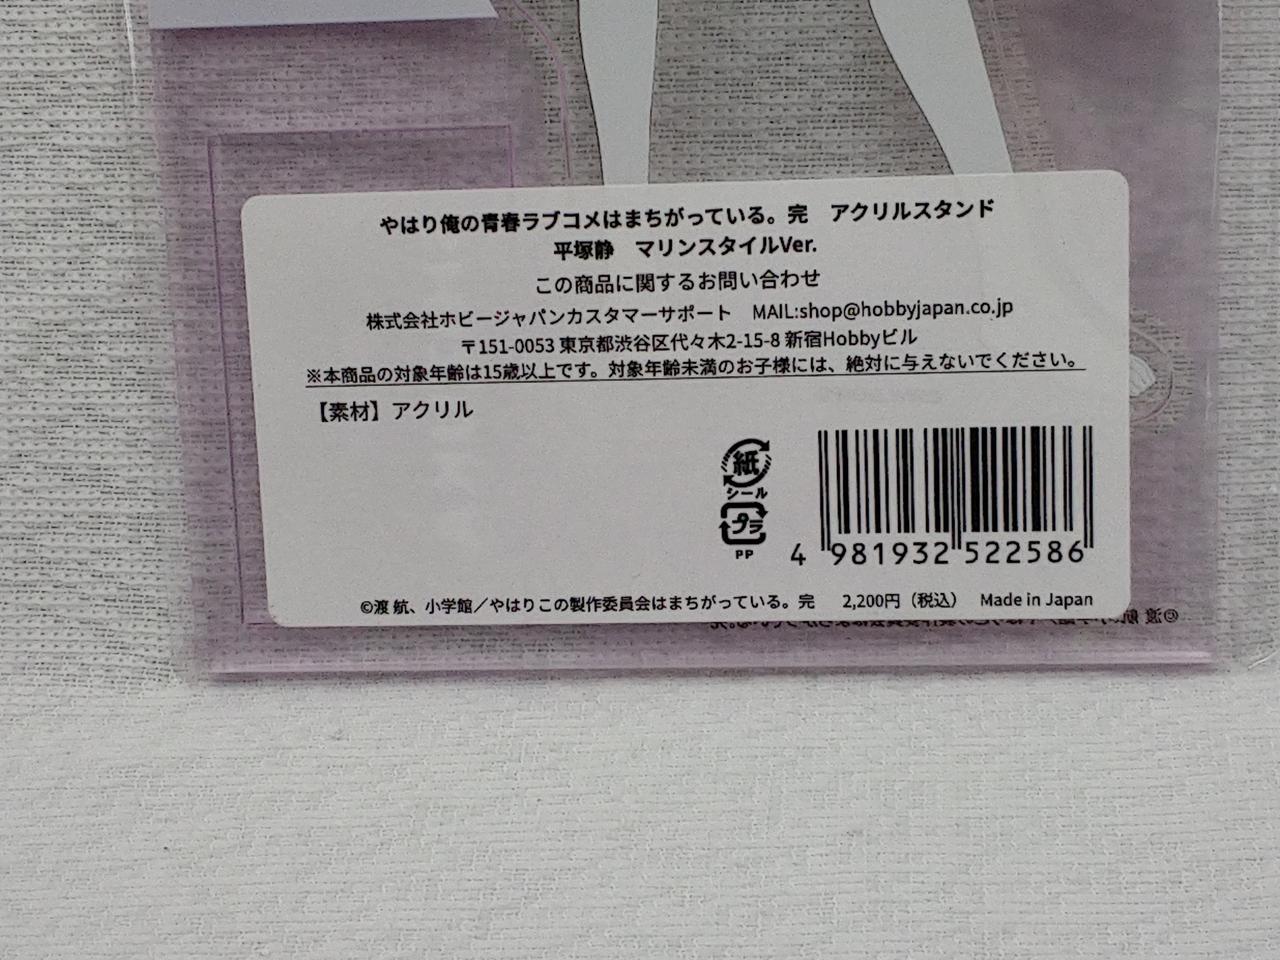 やはり俺の青春ラブコメはまちがっている。完　アクリルスタンド
平塚静　マリンスタイルVer.
この商品に関するお問い合わせ
株式会社ホビージャパンカスタマーサポート　MAIL:shop@hobbyjapan.co.jp
〒151-0053 東京都渋谷区代々木2-15-8 新宿Hobbyビル
※本商品の対象年齢は15歳以上です。対象年齢未満のお子様には、絶対に与えないでください。
【素材】アクリル
紙
シール
プラ
PP
4 981932 522586
©渡 航、小学館／やはりこの製作委員会はまちがっている。完　2,200円（税込）　Made in Japan